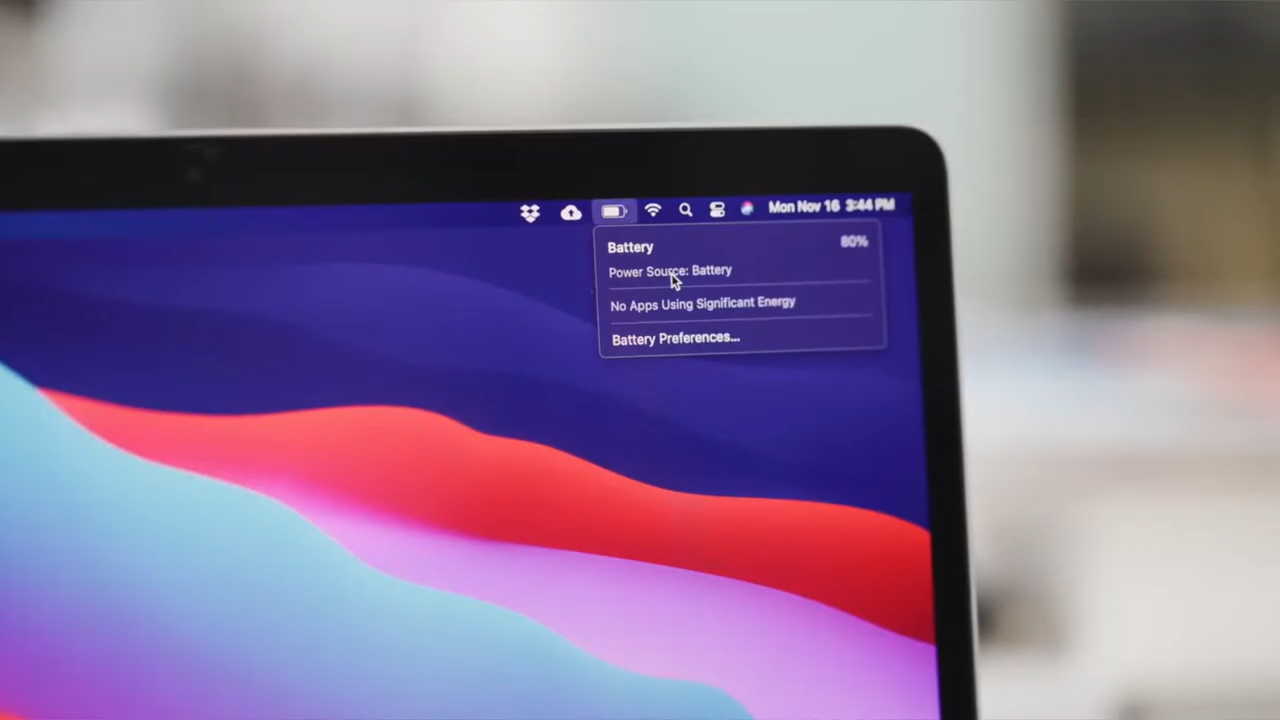 Mon Nov 16 3:44 PM
Battery 80%
Power Source: Battery
No Apps Using Significant Energy
Battery Preferences...